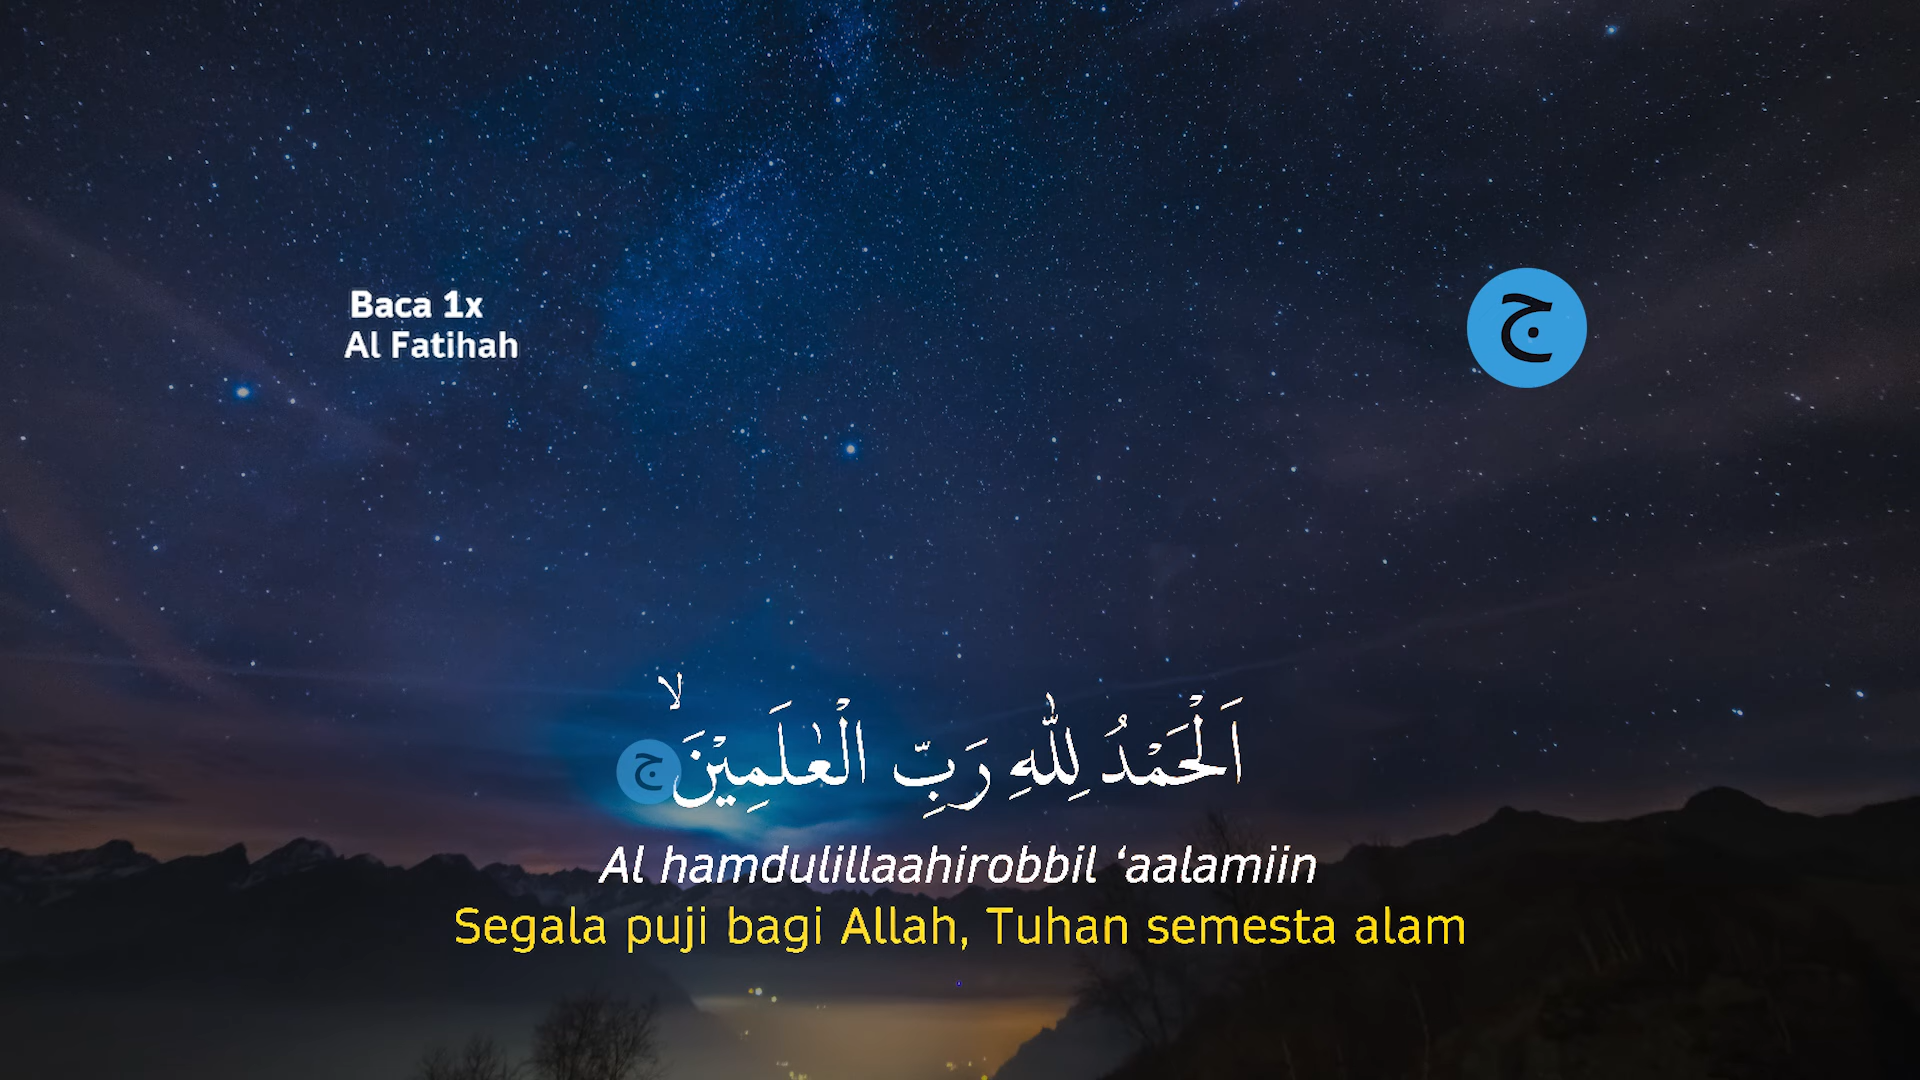 Baca 1x
Al Fatihah
ج
اَلْحَمْدُ لِلّٰهِ رَبِّ الْعٰلَمِيْنَۙ ج
Al hamdulillaahirobbil ‘aalamiin
Segala puji bagi Allah, Tuhan semesta alam